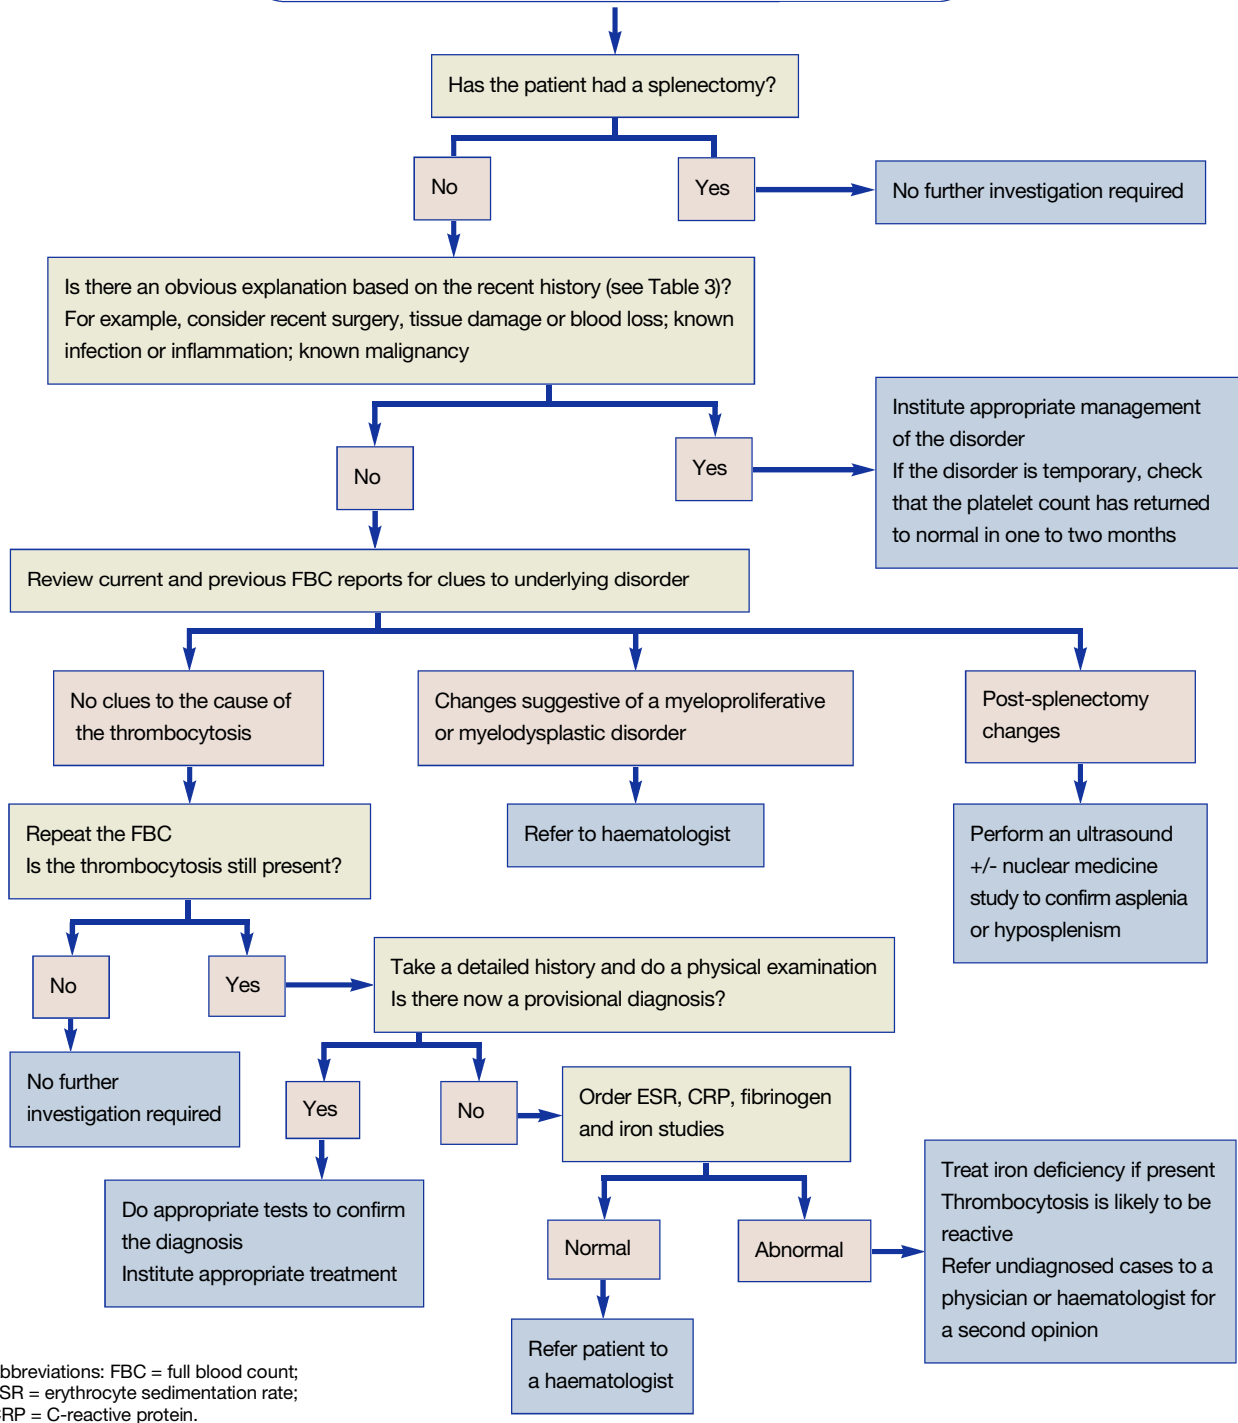 Has the patient had a splenectomy?
No
Yes
No further investigation required
Is there an obvious explanation based on the recent history (see Table 3)?
For example, consider recent surgery, tissue damage or blood loss; known
infection or inflammation; known malignancy
No
Yes
Institute appropriate management
of the disorder
If the disorder is temporary, check
that the platelet count has returned
to normal in one to two months
Review current and previous FBC reports for clues to underlying disorder
No clues to the cause of
the thrombocytosis
Changes suggestive of a myeloproliferative
or myelodysplastic disorder
Post-splenectomy
changes
Repeat the FBC
Is the thrombocytosis still present?
Refer to haematologist
Perform an ultrasound
+/- nuclear medicine
study to confirm asplenia
or hyposplenism
No
Yes
Take a detailed history and do a physical examination
Is there now a provisional diagnosis?
No further
investigation required
Yes
No
Order ESR, CRP, fibrinogen
and iron studies
Do appropriate tests to confirm
the diagnosis
Institute appropriate treatment
Normal
Abnormal
Treat iron deficiency if present
Thrombocytosis is likely to be
reactive
Refer undiagnosed cases to a
physician or haematologist for
a second opinion
Refer patient to
a haematologist
bbreviations: FBC = full blood count;
SR = erythrocyte sedimentation rate;
RP = C-reactive protein.